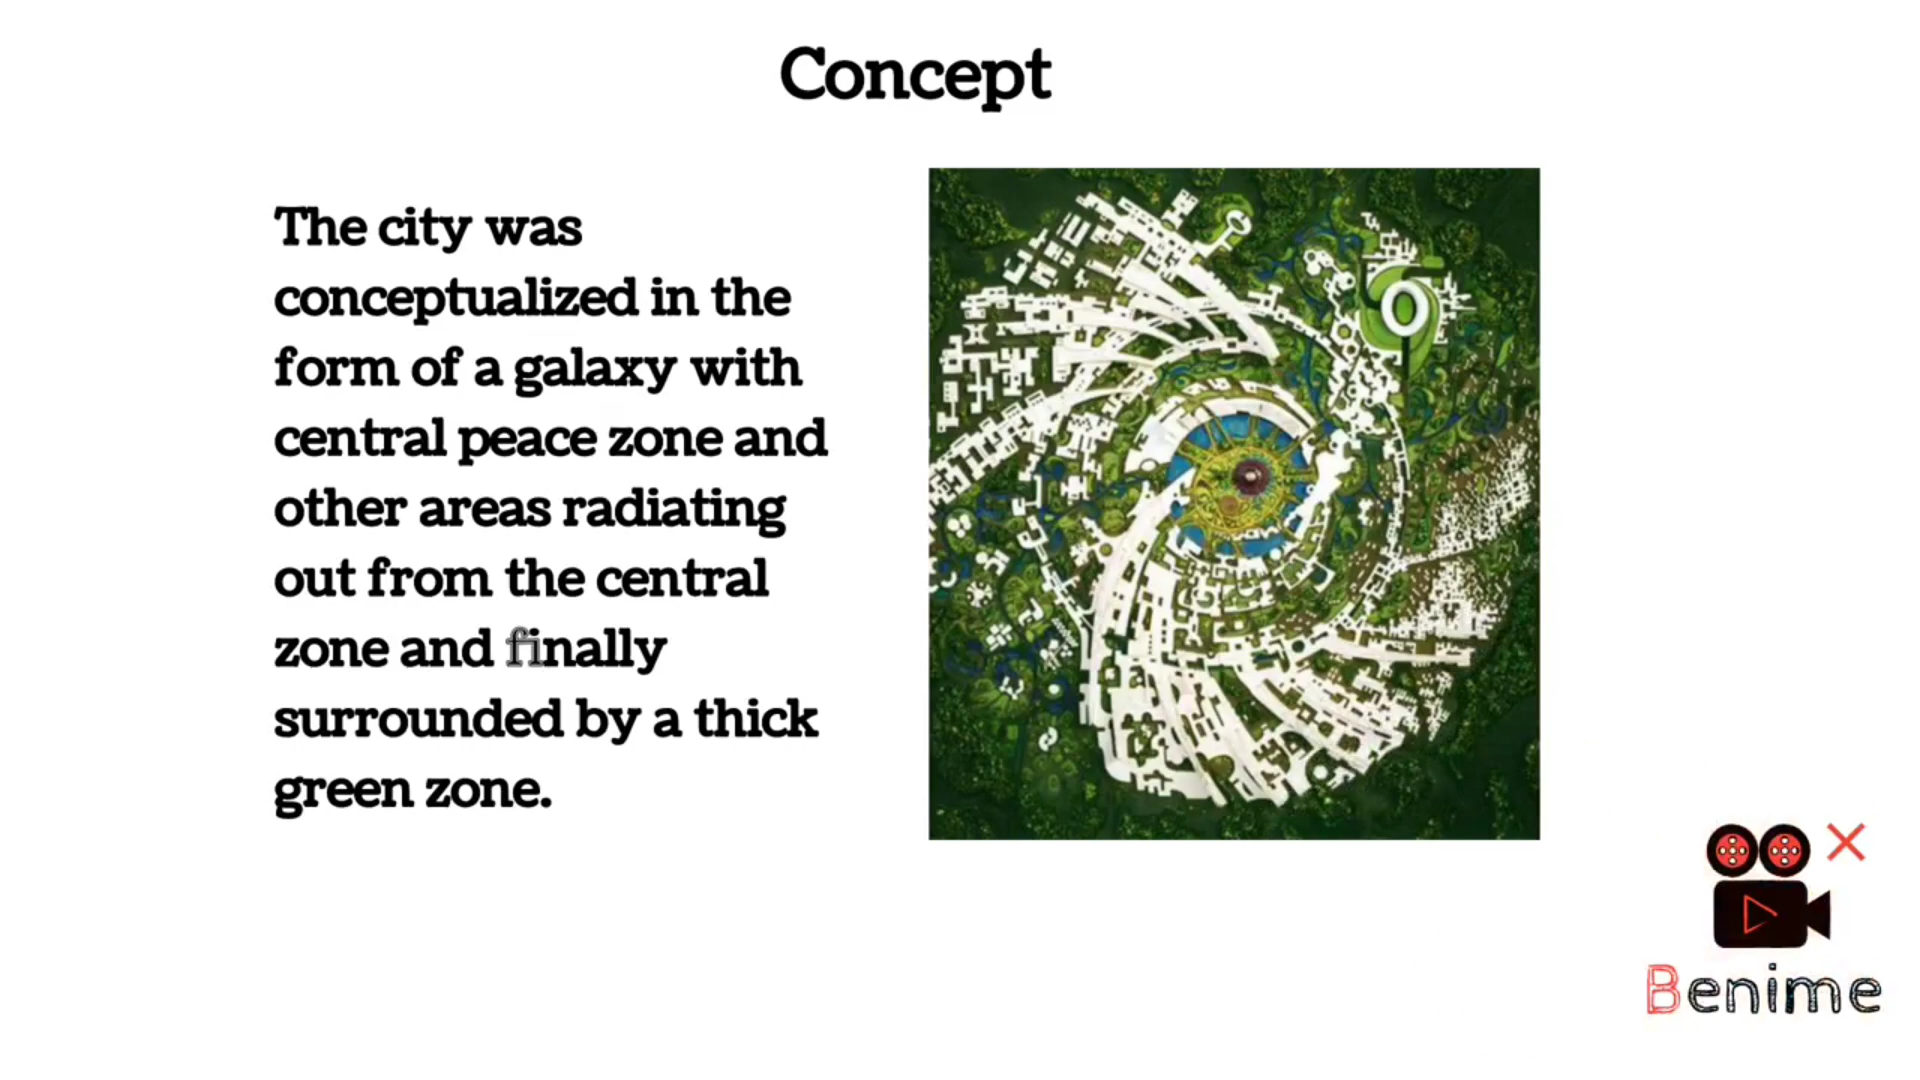 Concept
The city was
conceptualized in the
form of a galaxy with
central peace zone and
other areas radiating
out from the central
zone and finally
surrounded by a thick
green zone.
Benime